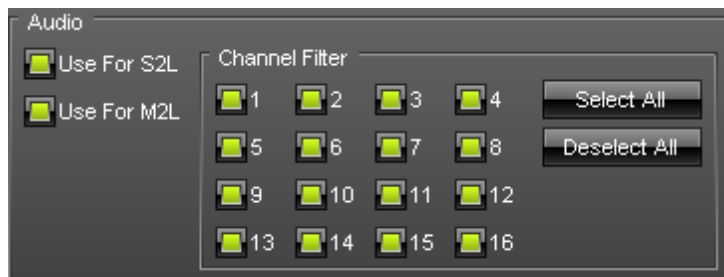 Audio
Use For S2L
Use For M2L
Channel Filter
1 2 3 4 Select All
5 6 7 8 Deselect All
9 10 11 12
13 14 15 16